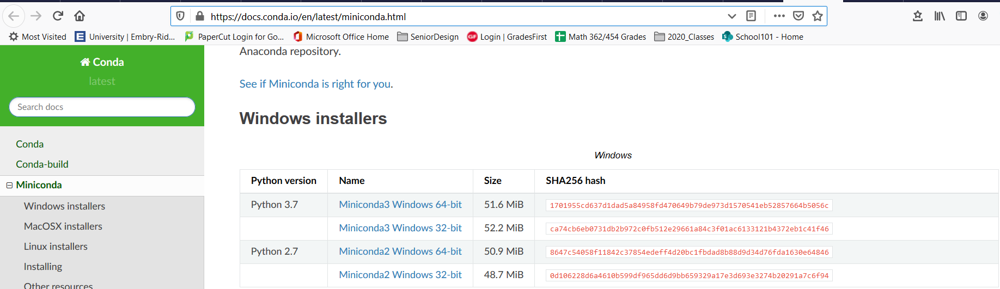 https://docs.conda.io/en/latest/miniconda.html
Most Visited University | Embry-Rid... PaperCut Login for Go... Microsoft Office Home SeniorDesign GF Login | GradesFirst Math 362/454 Grades 2020_Classes School101 - Home
Conda
latest
Search docs
Conda
Conda-build
Miniconda
Windows installers
MacOSX installers
Linux installers
Installing
Other resources
Anaconda repository.
See if Miniconda is right for you.
Windows installers
Windows
Python version Name Size SHA256 hash
Python 3.7 Miniconda3 Windows 64-bit 51.6 MiB 1701955cd637d1dad5a84958fd470649b79de973d1570541eb52857664b5056c
Miniconda3 Windows 32-bit 52.2 MiB ca74cb6eb0731db2b972c0fb512e29661a84c3f01ac6133121b4372eb1c41f46
Python 2.7 Miniconda2 Windows 64-bit 50.9 MiB 8647c54058f11842c37854edeff4d20bc1fbdad8b88d9d34d76fda1630e64846
Miniconda2 Windows 32-bit 48.7 MiB 0d106228d6a4610b599df965dd6d9bb659329a17e3d693e3274b20291a7c6f94